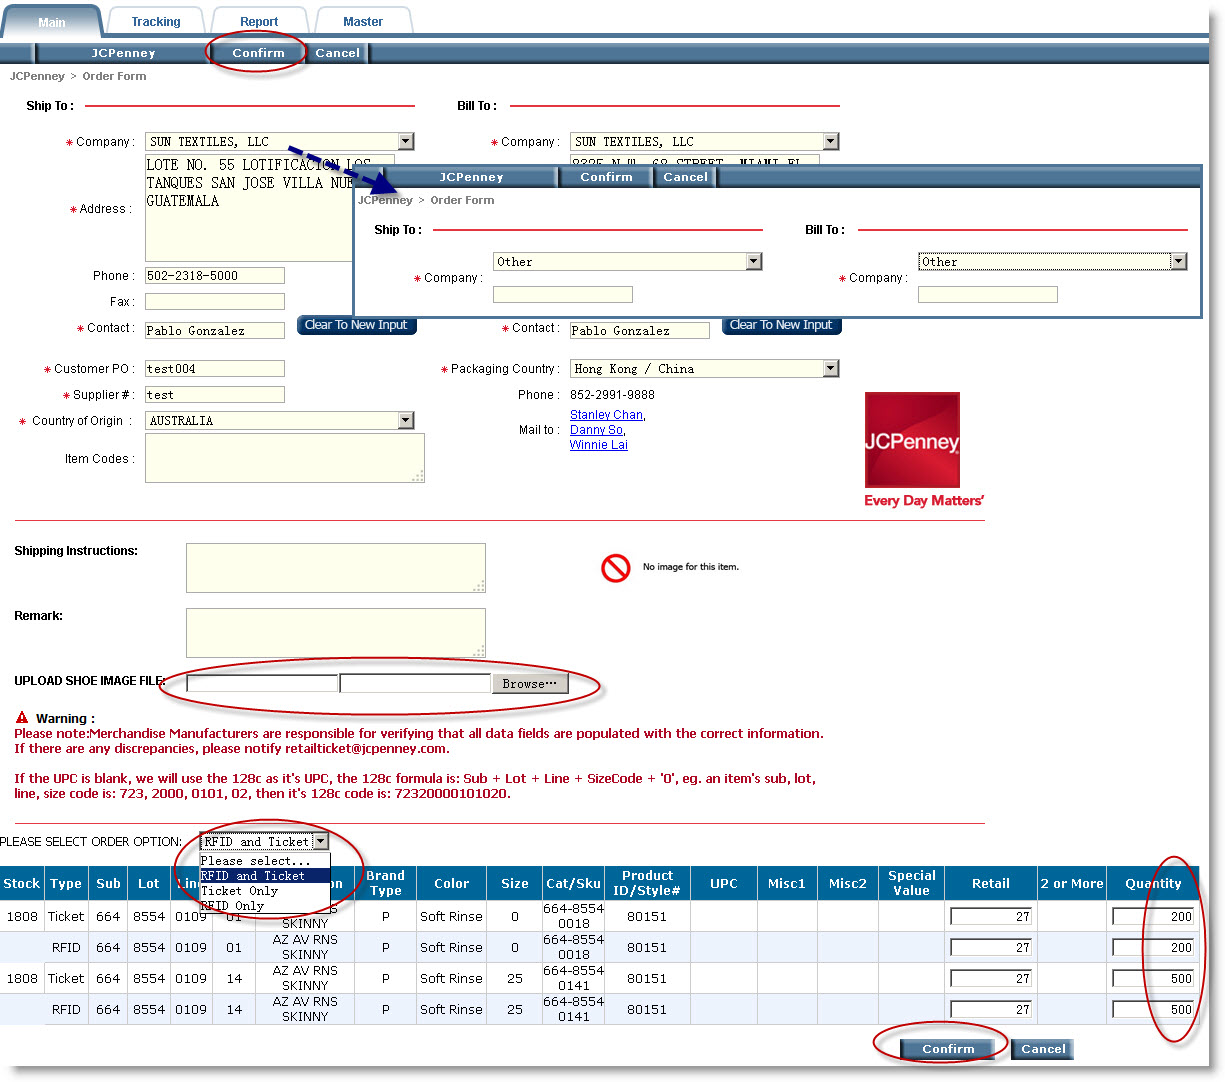 Main
Tracking
Report
Master
JCPenney
Confirm
Cancel
JCPenney > Order Form
Ship To :
Bill To :
* Company : SUN TEXTILES, LLC
* Company : SUN TEXTILES, LLC
* Address :
LOTE NO. 55 LOTIFICACION LOS
TANQUES SAN JOSE VILLA NUE
GUATEMALA
JCPenney
Confirm
Cancel
JCPenney > Order Form
Ship To :
Bill To :
Other
Other
* Company :
* Company :
Phone : 502-2318-5000
Fax :
* Contact : Pablo Gonzalez
Clear To New Input
* Contact : Pablo Gonzalez
Clear To New Input
* Customer PO : test004
* Packaging Country : Hong Kong / China
* Supplier # : test
Phone : 852-2991-9888
* Country of Origin : AUSTRALIA
Mail to :
Stanley Chan,
Danny So,
Winnie Lai
Item Codes :
JCPenney
Every Day Matters
Shipping Instructions:
No image for this item.
Remark:
UPLOAD SHOE IMAGE FILE:
Browse...
Warning :
Please note:Merchandise Manufacturers are responsible for verifying that all data fields are populated with the correct information.
If there are any discrepancies, please notify retailticket@jcpenney.com.
If the UPC is blank, we will use the 128c as it's UPC, the 128c formula is: Sub + Lot + Line + SizeCode + '0', eg. an item's sub, lot,
line, size code is: 723, 2000, 0101, 02, then it's 128c code is: 72320000101020.
PLEASE SELECT ORDER OPTION: RFID and Ticket
Please select...
RFID and Ticket
Ticket Only
RFID Only
Stock Type Sub Lot Brand Type Color Size Cat/Sku Product ID/Style# UPC Misc1 Misc2 Special Value Retail 2 or More Quantity
1808 Ticket 664 8554 0109 01 SKINNY P Soft Rinse 0 664-8554 0018 80151 27 200
RFID 664 8554 0109 01 AZ AV RNS SKINNY P Soft Rinse 0 664-8554 0018 80151 27 200
1808 Ticket 664 8554 0109 14 AZ AV RNS SKINNY P Soft Rinse 25 664-8554 0141 80151 27 500
RFID 664 8554 0109 14 AZ AV RNS SKINNY P Soft Rinse 25 664-8554 0141 80151 27 500
Confirm
Cancel